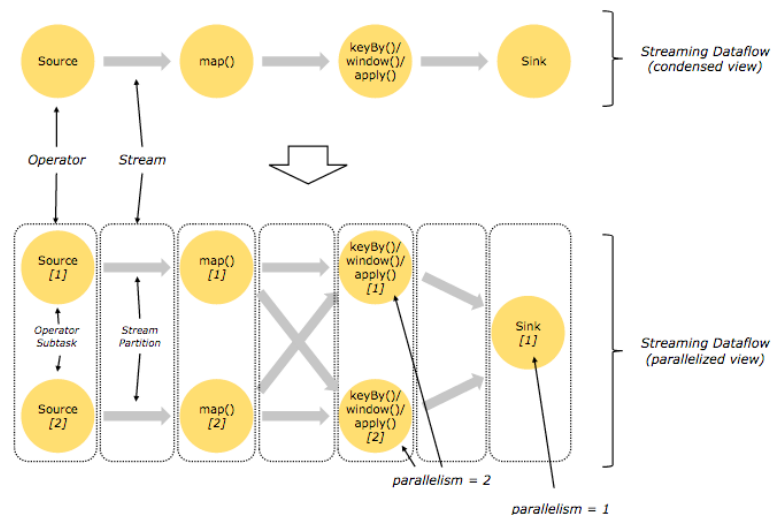 Source
map()
keyBy()/
window()/
apply()
Sink
Streaming Dataflow
(condensed view)
Operator
Stream
Source
[1]
map()
[1]
keyBy()/
window()/
apply()
[1]
Operator
Subtask
Stream
Partition
Sink
[1]
Streaming Dataflow
(parallelized view)
Source
[2]
map()
[2]
keyBy()/
window()/
apply()
[2]
parallelism = 2
parallelism = 1